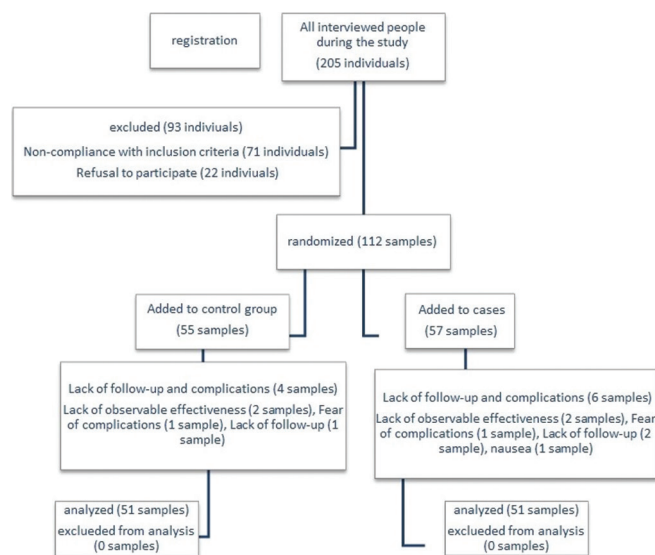 registration
All interviewed people
during the study
(205 individuals)
excluded (93 indiviuals)
Non-compliance with inclusion criteria (71 individuals)
Refusal to participate (22 indiviuals)
randomized (112 samples)
Added to control group
(55 samples)
Added to cases
(57 samples)
Lack of follow-up and complications (4 samples)
Lack of observable effectiveness (2 samples), Fear
of complications (1 sample), Lack of follow-up (1
sample)
Lack of follow-up and complications (6 samples)
Lack of observable effectiveness (2 samples), Fear
of complications (1 sample), Lack of follow-up (2
sample), nausea (1 sample)
analyzed (51 samples)
exclueded from analysis
(0 samples)
analyzed (51 samples)
exclueded from analysis
(0 samples)